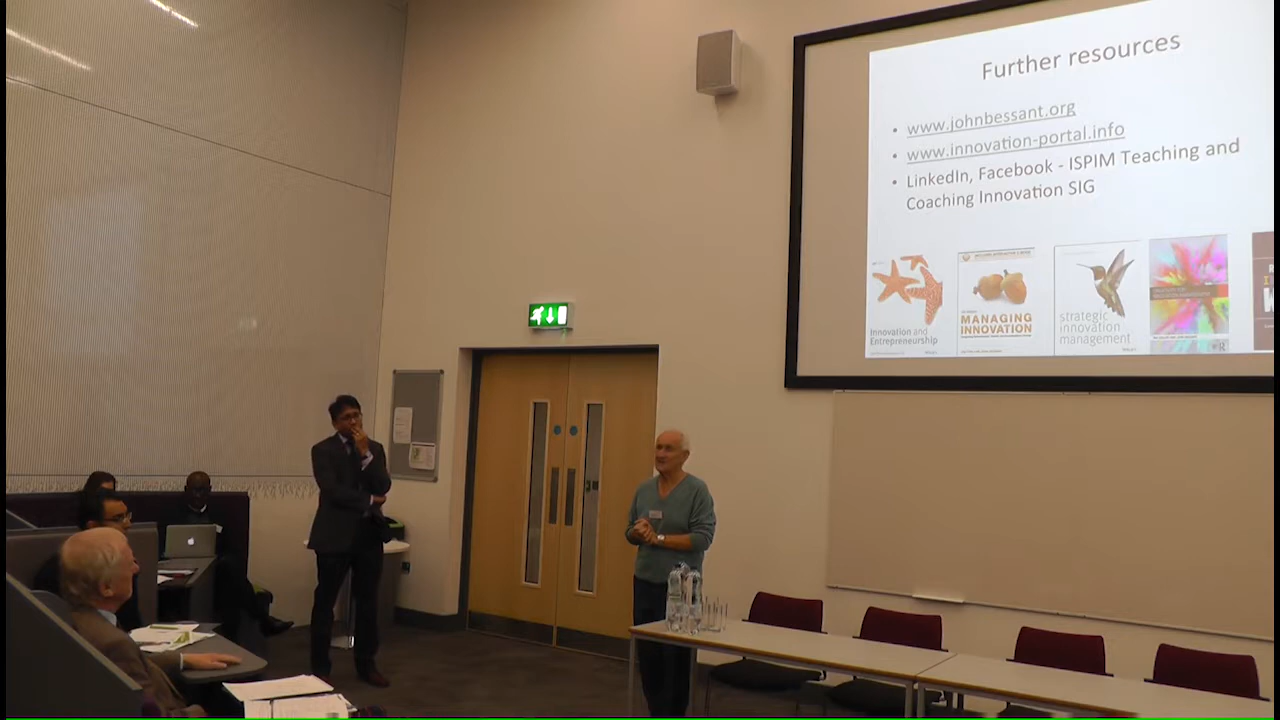 Further resources
• www.johnbessant.org
• www.innovation-portal.info
• LinkedIn, Facebook - ISPIM Teaching and
Coaching Innovation SIG
Innovation and
Entrepreneurship
MANAGING
INNOVATION
strategic
innovation
management